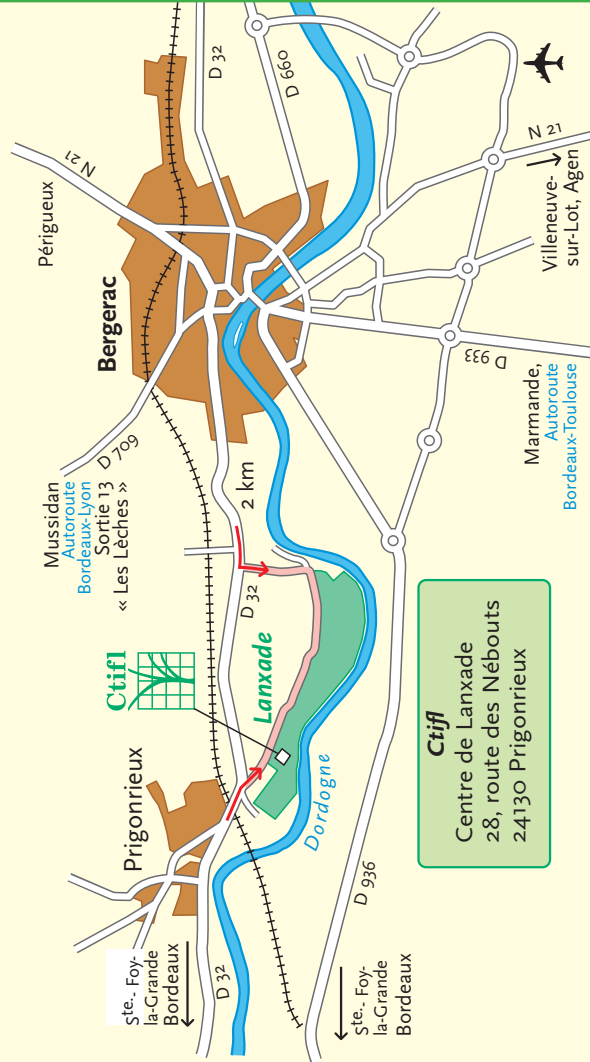 Périgueux
N 21
D 32
D 660
Bergerac
D 709
Mussidan
Autoroute
Bordeaux-Lyon
Sortie 13
« Les Lèches »
2 km
D 32
Ctifl
Lanxade
Prigonrieux
Dordogne
Ste.- Foy-
la-Grande
Bordeaux
D 32
D 936
Ste.- Foy-
la-Grande
Bordeaux
N 21
Villeneuve-
sur-Lot, Agen
D 933
Marmande,
Autoroute
Bordeaux-Toulouse
Ctifl
Centre de Lanxade
28, route des Nébouts
24130 Prigonrieux